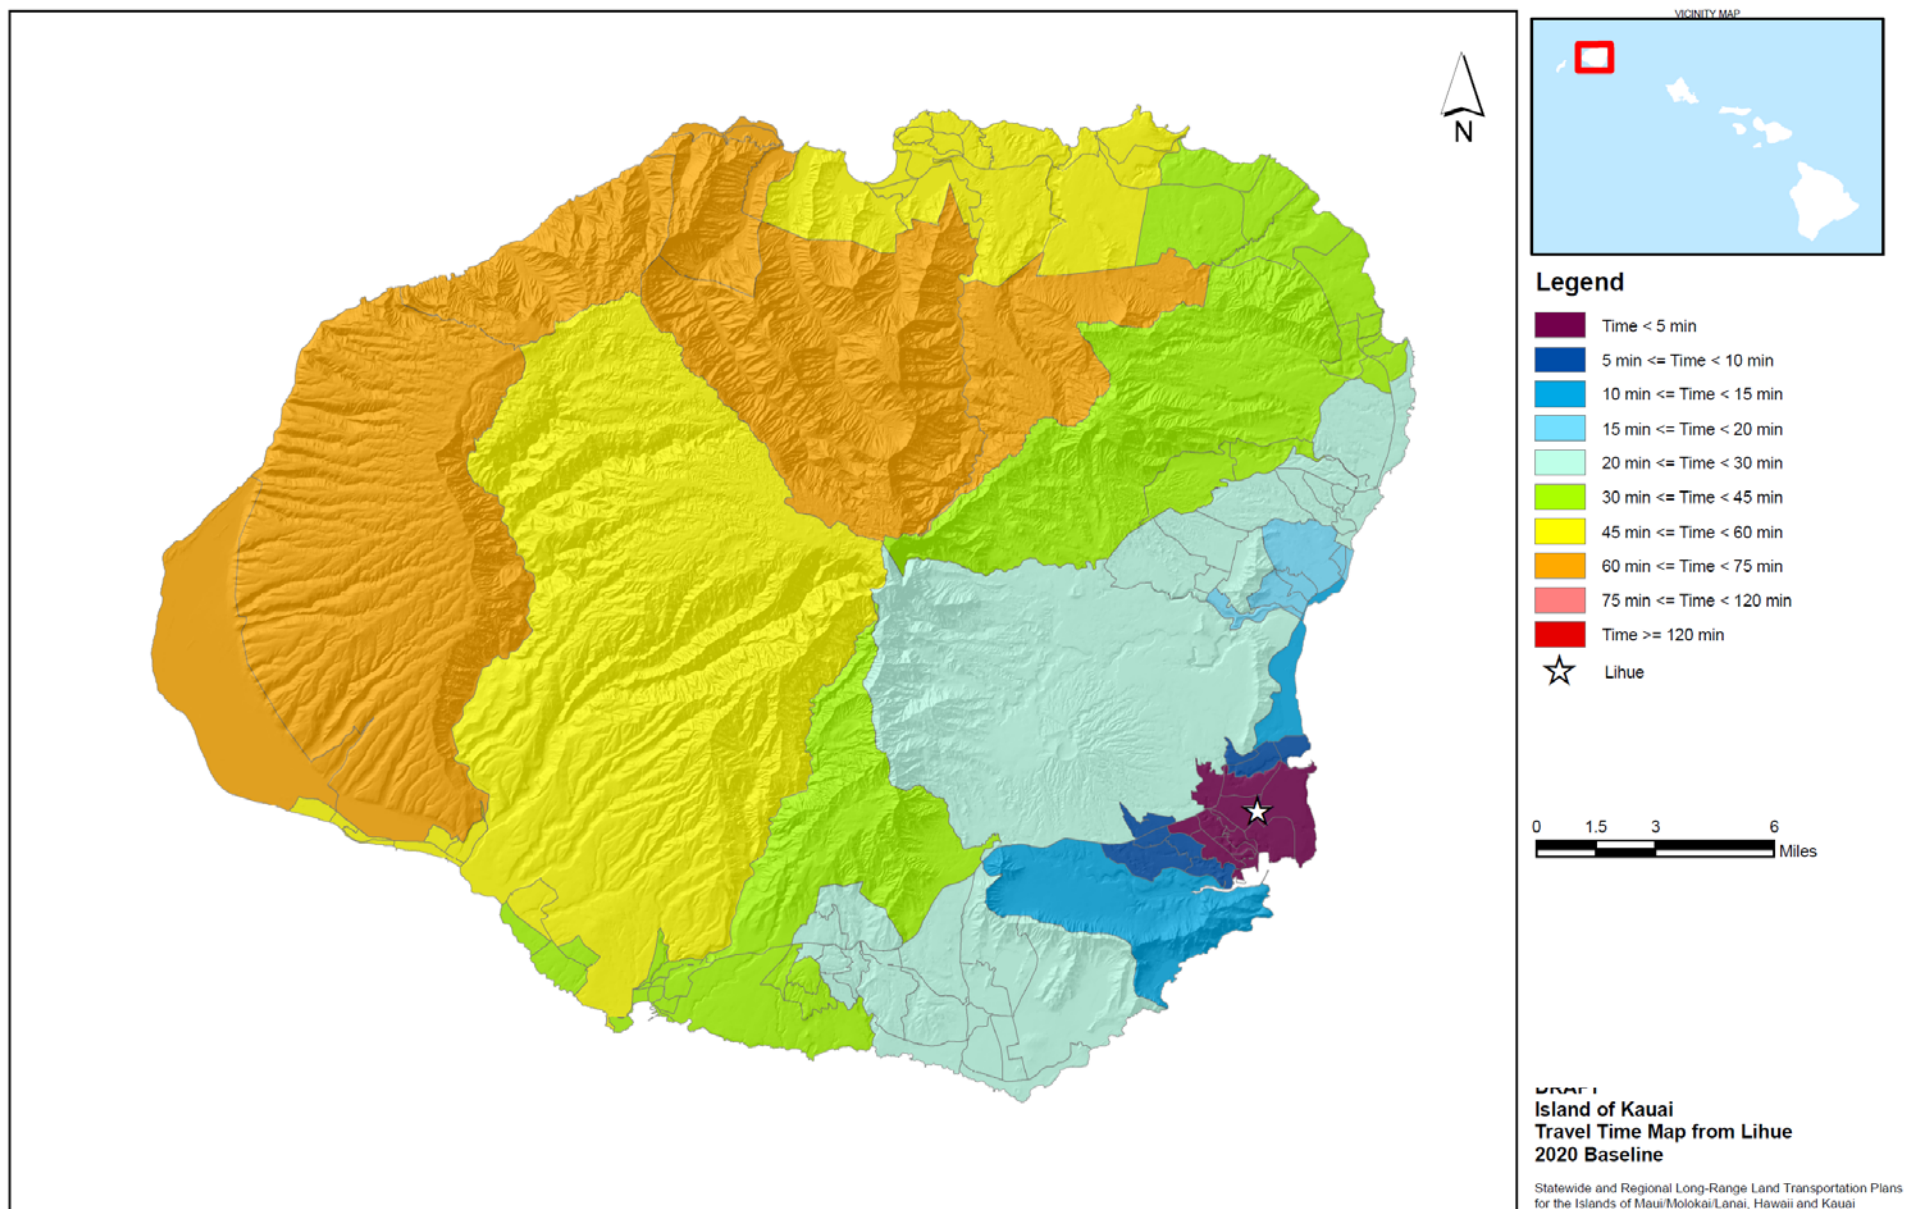 VICINITY MAP
N
Legend
Time < 5 min
5 min <= Time < 10 min
10 min <= Time < 15 min
15 min <= Time < 20 min
20 min <= Time < 30 min
30 min <= Time < 45 min
45 min <= Time < 60 min
60 min <= Time < 75 min
75 min <= Time < 120 min
Time >= 120 min
Lihue
0 1.5 3 6
Miles
DRAFT
Island of Kauai
Travel Time Map from Lihue
2020 Baseline
Statewide and Regional Long-Range Land Transportation Plans
for the Islands of Maui/Molokai/Lanai, Hawaii and Kauai